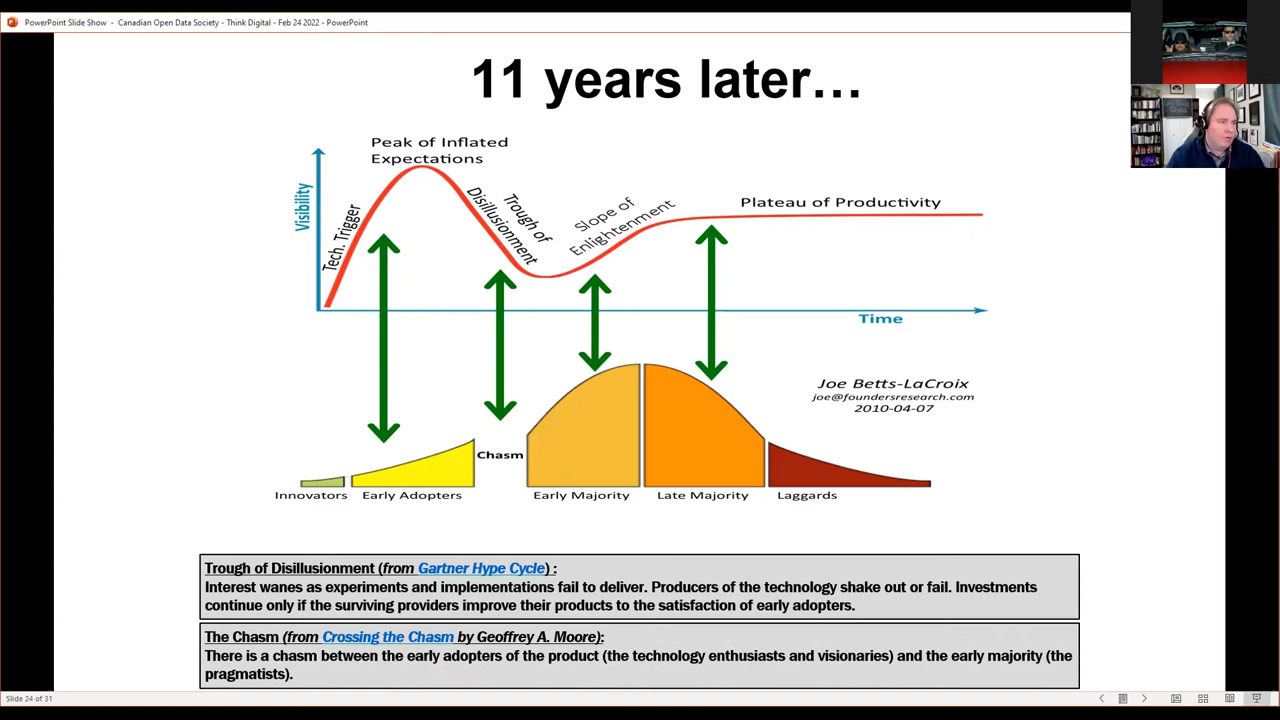 PowerPoint Slide Show - Canadian Open Data Society - Think Digital - Feb 24 2022 - PowerPoint
11 years later…
Peak of Inflated
Expectations
Visibility
Tech. Trigger
Trough of
Disillusionment
Slope of
Enlightenment
Plateau of Productivity
Time
Joe Betts-LaCroix
joe@foundersresearch.com
2010-04-07
Chasm
Innovators
Early Adopters
Early Majority
Late Majority
Laggards
Trough of Disillusionment (from Gartner Hype Cycle) :
Interest wanes as experiments and implementations fail to deliver. Producers of the technology shake out or fail. Investments
continue only if the surviving providers improve their products to the satisfaction of early adopters.
The Chasm (from Crossing the Chasm by Geoffrey A. Moore):
There is a chasm between the early adopters of the product (the technology enthusiasts and visionaries) and the early majority (the
pragmatists).
Slide 24 of 31